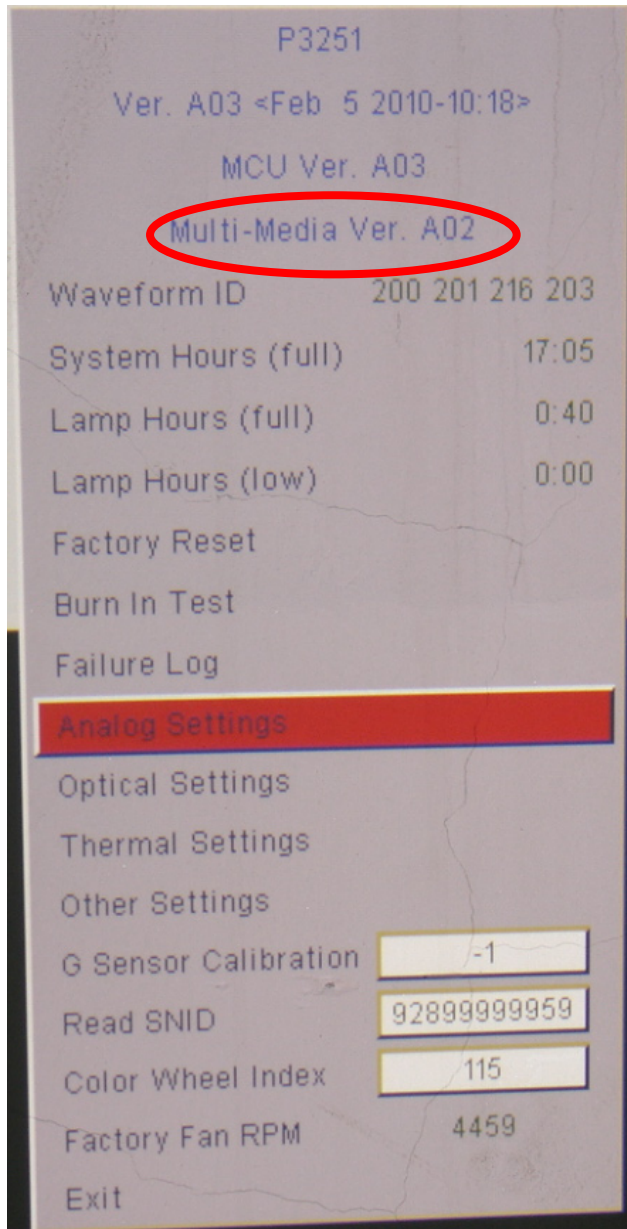 P3251
Ver. A03 <Feb 5 2010-10:18>
MCU Ver. A03
Multi-Media Ver. A02
Waveform ID 200 201 216 203
System Hours (full) 17:05
Lamp Hours (full) 0:40
Lamp Hours (low) 0:00
Factory Reset
Burn In Test
Failure Log
Analog Settings
Optical Settings
Thermal Settings
Other Settings
G Sensor Calibration -1
Read SNID 92899999959
Color Wheel Index 115
Factory Fan RPM 4459
Exit